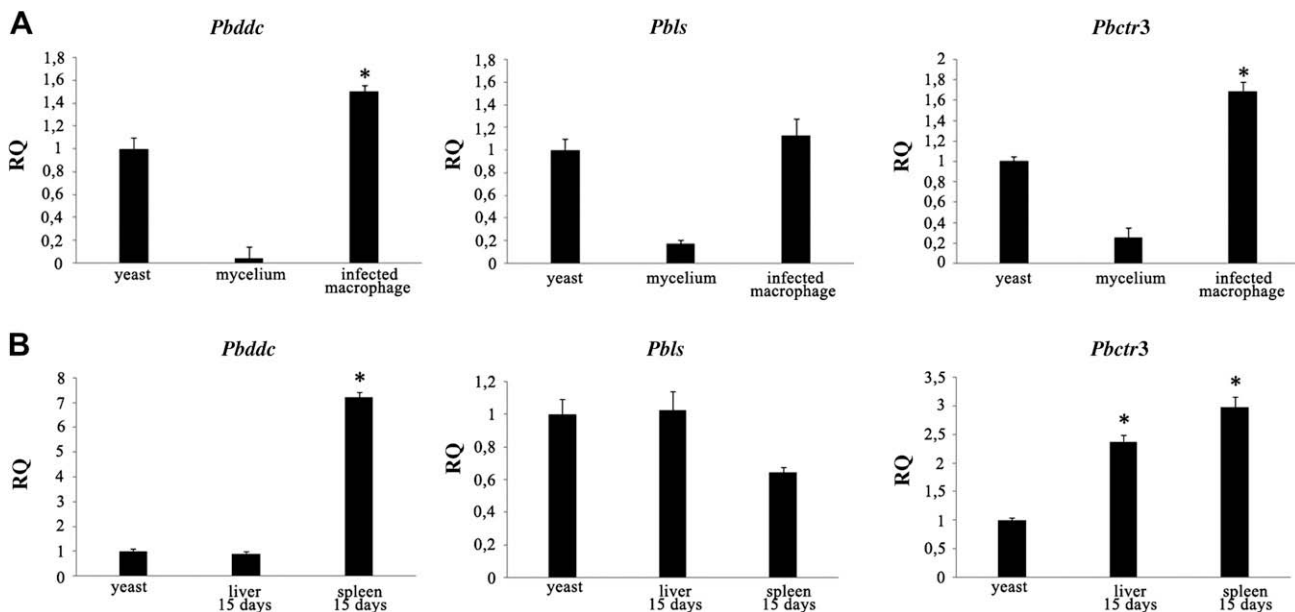 A
Pbddc
Pbls
Pbctr3
RQ
1,8
1,6
1,4
1,2
1
0,8
0,6
0,4
0,2
0
*
yeast
mycelium
infected
macrophage
RQ
1,8
1,6
1,4
1,2
1
0,8
0,6
0,4
0,2
0
yeast
mycelium
infected
macrophage
RQ
2
1,8
1,6
1,4
1,2
1
0,8
0,6
0,4
0,2
0
*
yeast
mycelium
infected
macrophage
B
Pbddc
Pbls
Pbctr3
RQ
8
7
6
5
4
3
2
1
0
*
yeast
liver
15 days
spleen
15 days
RQ
1,2
1
0,8
0,6
0,4
0,2
0
yeast
liver
15 days
spleen
15 days
RQ
3,5
3
2,5
2
1,5
1
0,5
0
*
*
yeast
liver
15 days
spleen
15 days